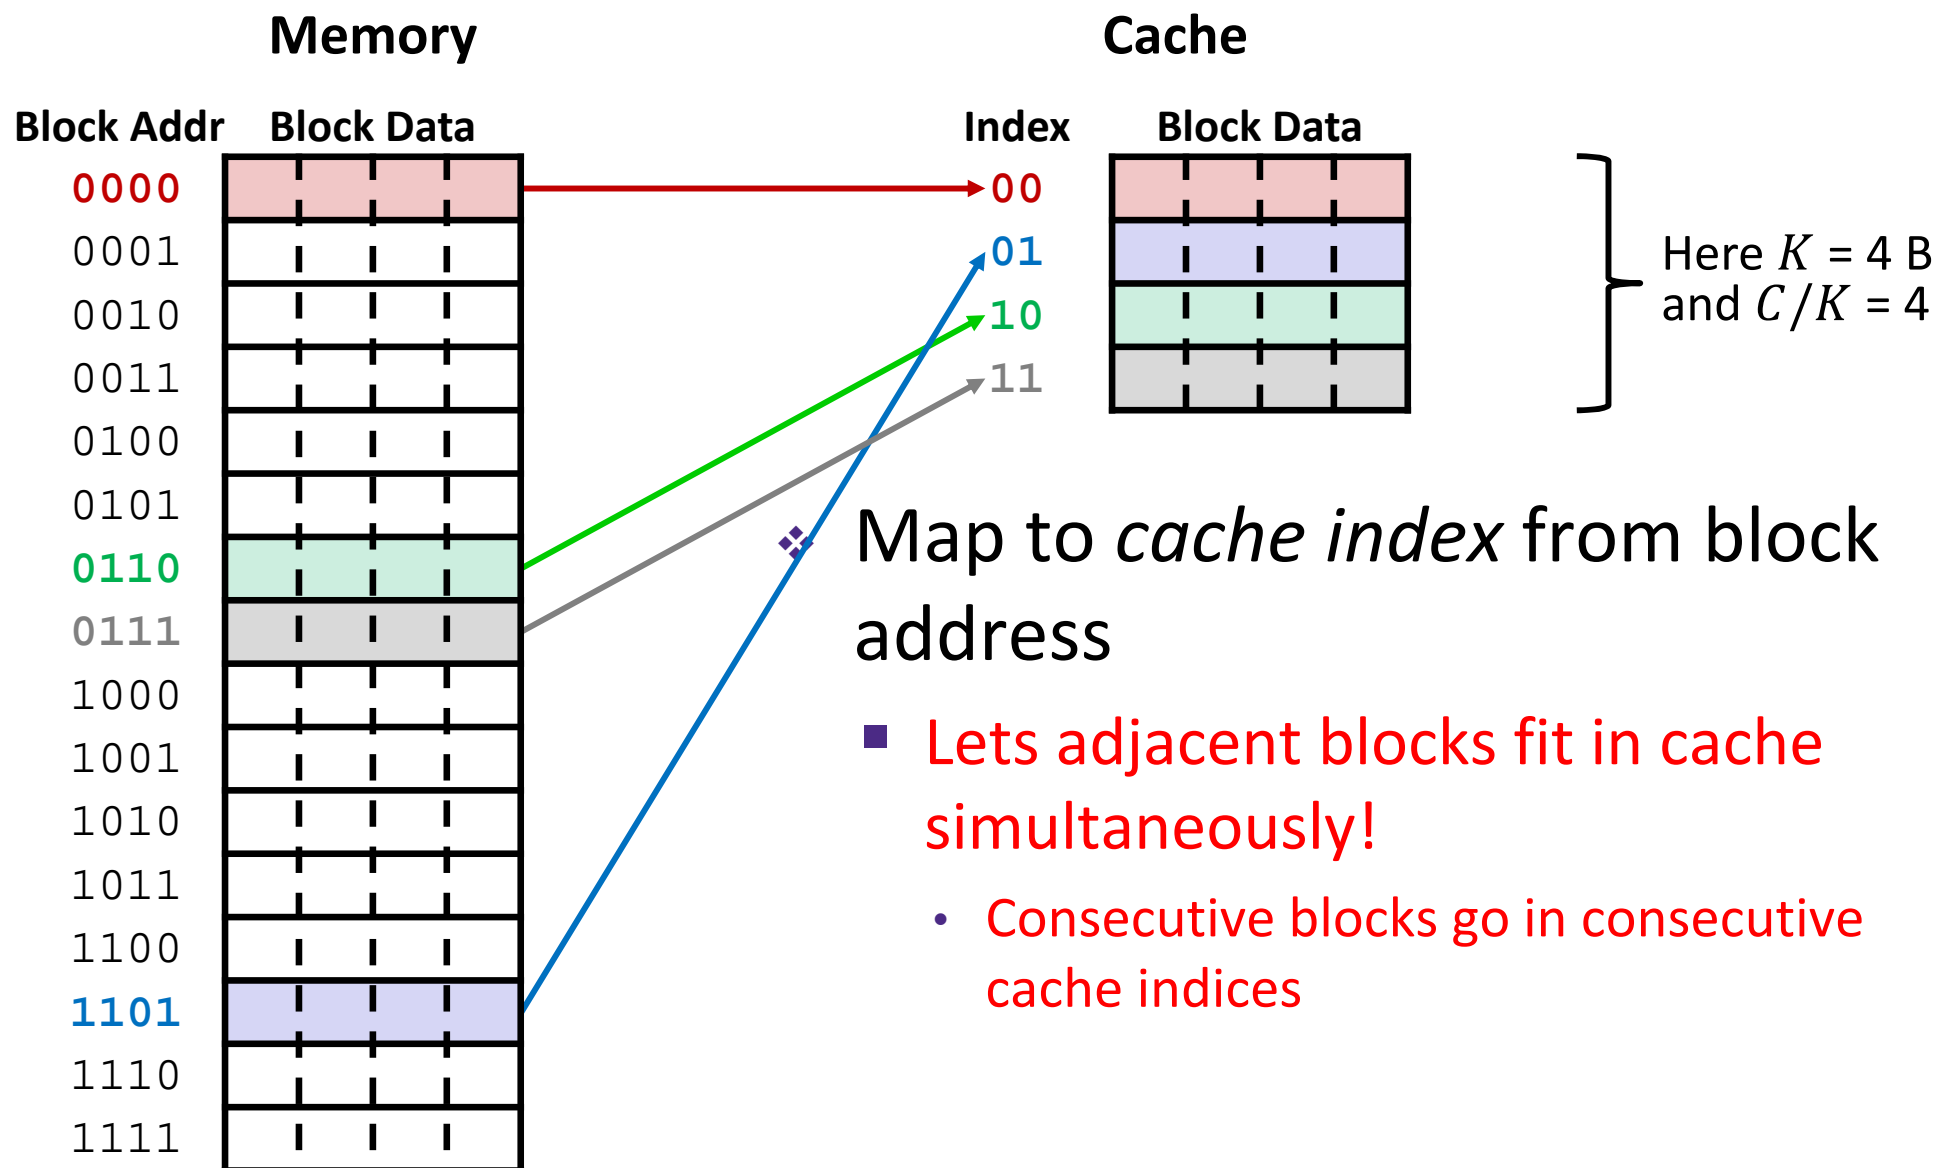 Memory
Cache
Block Addr Block Data
Index Block Data
0000
0001
0010
0011
0100
0101
0110
0111
1000
1001
1010
1011
1100
1101
1110
1111
00
01
10
11
Here K = 4 B
and C/K = 4
❖ Map to cache index from block
address
▪ Lets adjacent blocks fit in cache
simultaneously!
• Consecutive blocks go in consecutive
cache indices